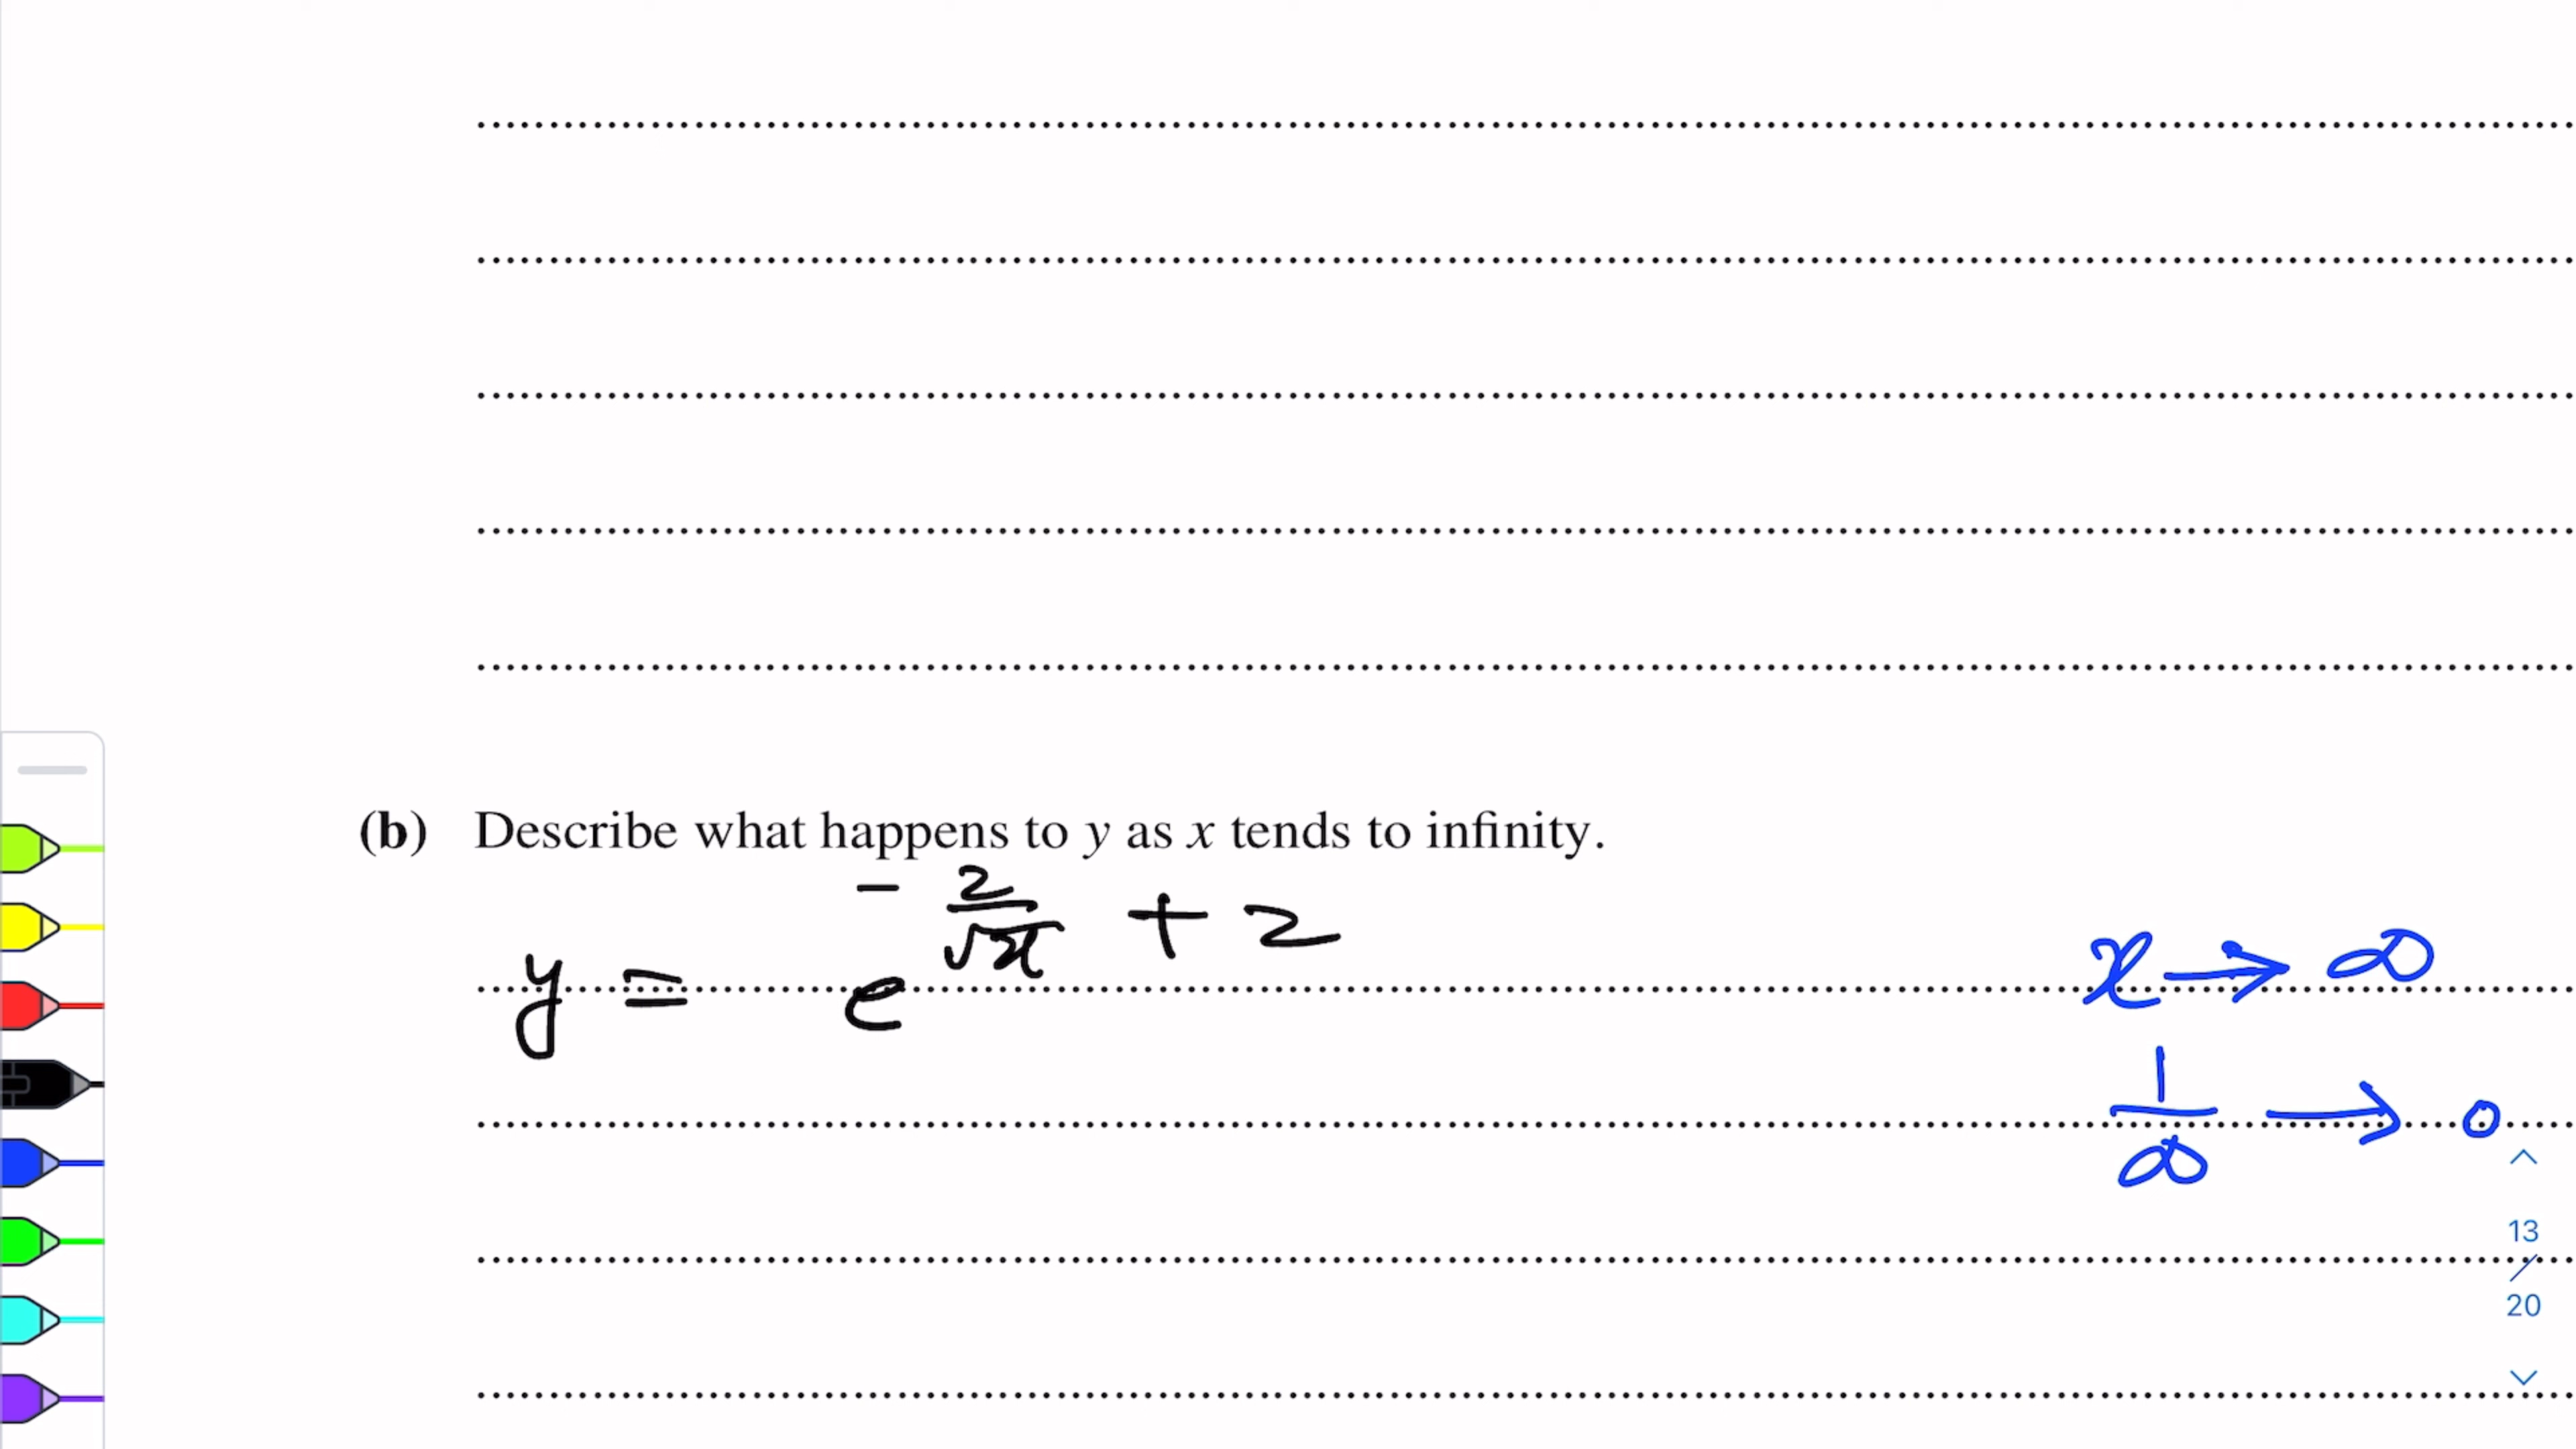 (b) Describe what happens to y as x tends to infinity.
y = e^(- 2/√x + 2)
x → ∞
1/∞ → 0
13
/
20